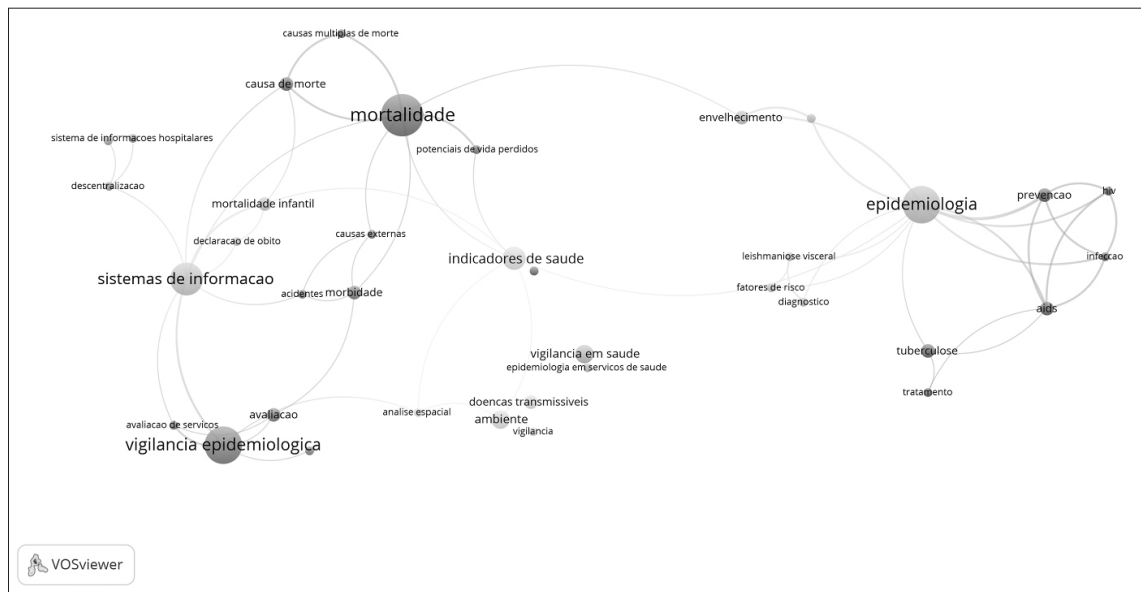 causas multiplas de morte
causa de morte
mortalidade
envelhecimento
sistema de informacoes hospitalares
potenciais de vida perdidos
descentralizacao
prevencao
hiv
mortalidade infantil
epidemiologia
causas externas
declaracao de obito
indicadores de saude
leishmaniose visceral
infeccao
sistemas de informacao
acidentes
morbidade
fatores de risco
diagnostico
aids
vigilancia em saude
tuberculose
epidemiologia em servicos de saude
tratamento
doencas transmissiveis
avaliacao
analise espacial
ambiente
avaliacao de servicos
vigilancia
vigilancia epidemiologica
VOSviewer